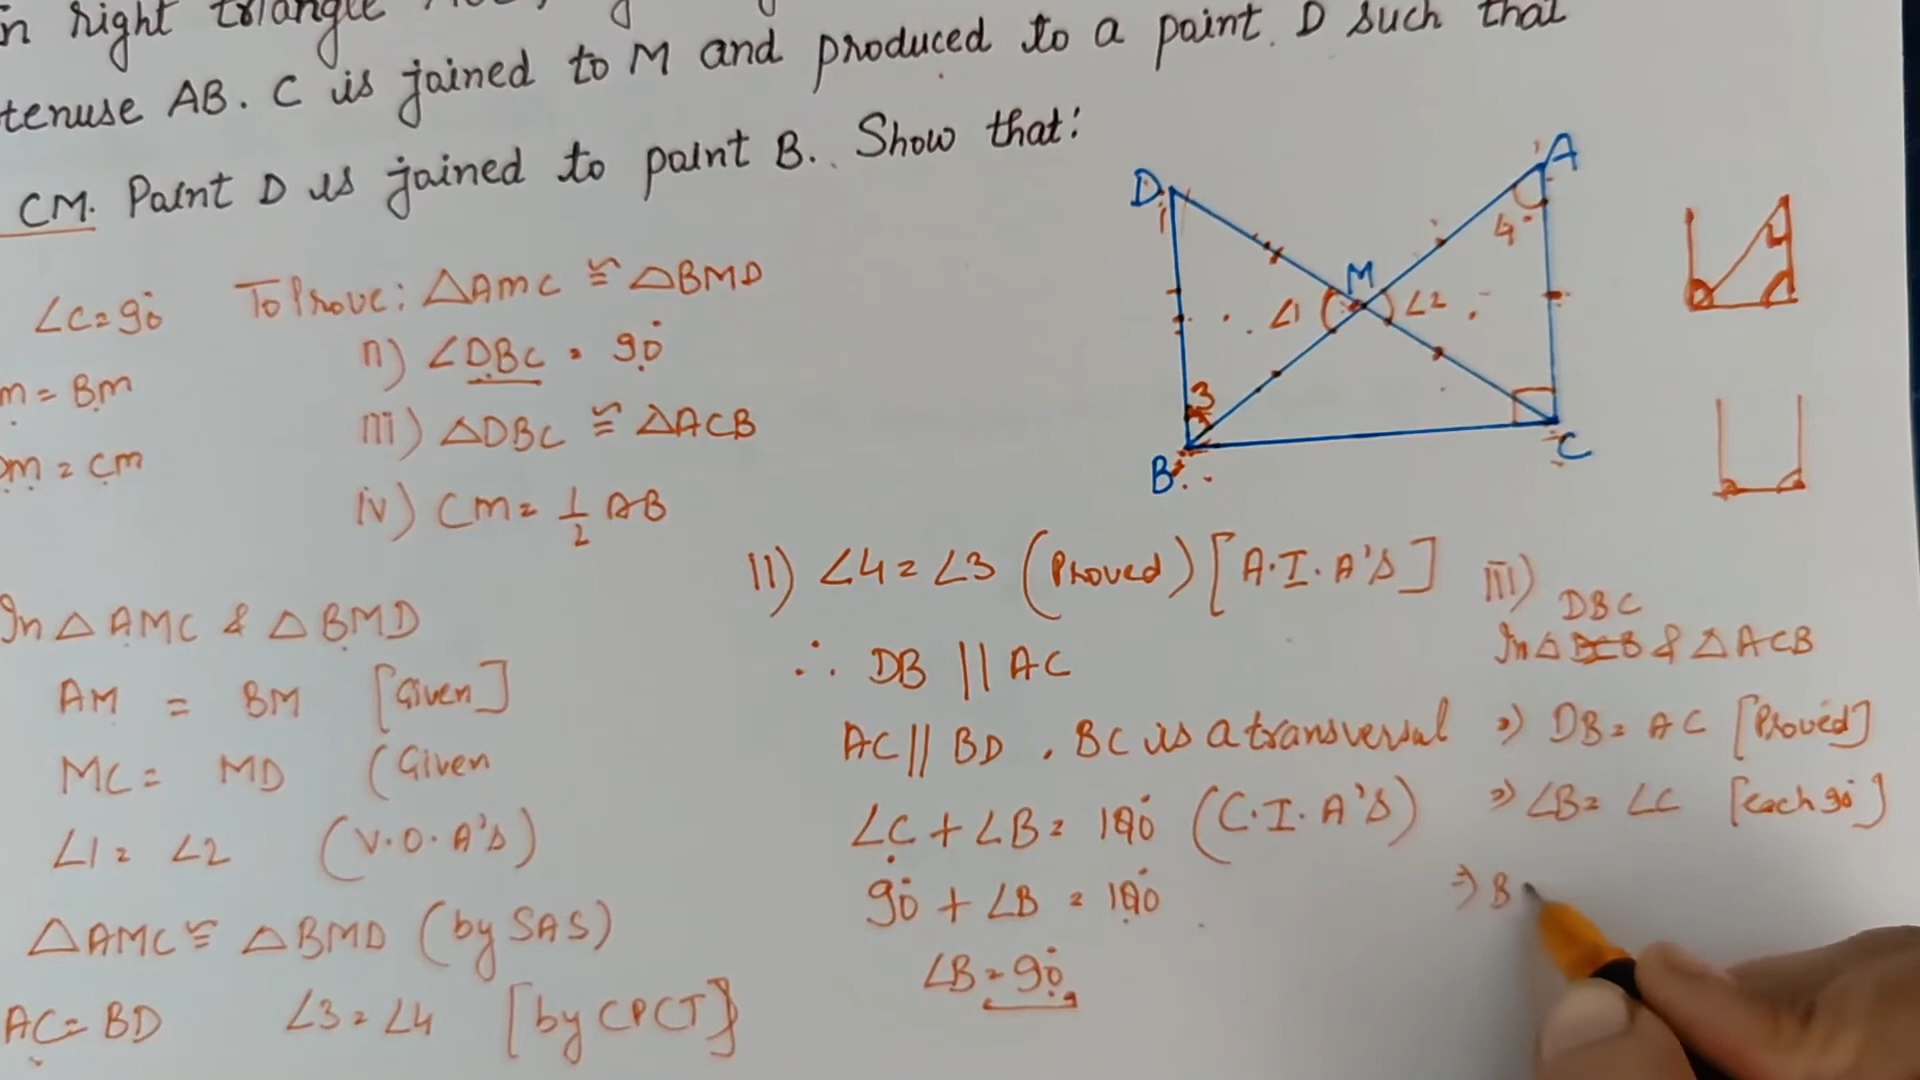 in right triangle
tenuse AB. C is joined to M and produced to a point D such that
CM. Point D is joined to point B. Show that:
∠C=90° To Prove: △AMC ≅ △BMD
m = BM
Dm = cm
II) ∠DBC = 90°
III) △DBC ≅ △ACB
iv) CM = 1/2 AB
D
A
M
B
C
∠1
∠2
3
4
In △AMC & △BMD
AM = BM [Given]
MC = MD (Given
∠1 = ∠2 (V.O.A's)
△AMC ≅ △BMD (by SAS)
AC = BD ∠3 = ∠4 [by CPCT]
II) ∠4 = ∠3 (Proved) [A.I.A's]
∴ DB || AC
AC || BD, BC is a transversal
∠C + ∠B = 180° (C.I.A's)
90° + ∠B = 180°
∠B = 90°
III)
DBC
In △ & △ACB
⇒ DB = AC [Proved]
⇒ ∠B = ∠C [each 90°]
⇒ B